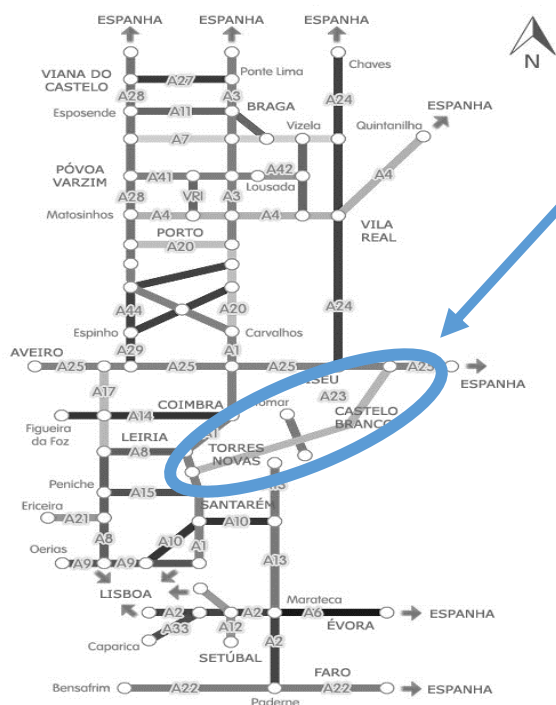 ESPANHA
ESPANHA
ESPANHA
N
VIANA DO
CASTELO
A27
Ponte Lima
Chaves
A28
A3
A24
ESPANHA
Esposende
A11
BRAGA
A7
Vizela
Quintanilha
PÓVOA
VARZIM
A41
A42
Lousada
A4
A28
VRI
A3
Matosinhos
A4
A4
VILA
REAL
PORTO
A20
A44
A20
A24
Espinho
Carvalhos
A29
A1
AVEIRO
A25
A25
A25
A25
ESPANHA
A17
A23
COIMBRA
CASTELO
BRANCO
A14
Figueira
da Foz
LEIRIA
A8
TORRES
NOVAS
Peniche
A15
SANTARÉM
Ericeira
A21
A10
A10
A8
A1
A13
Oerias
A9
A9
LISBOA
Marateca
A2
A2
A6
ESPANHA
A33
A12
ÉVORA
Caparica
SETÚBAL
A2
FARO
Bensafrim
A22
A22
ESPANHA
Paderne